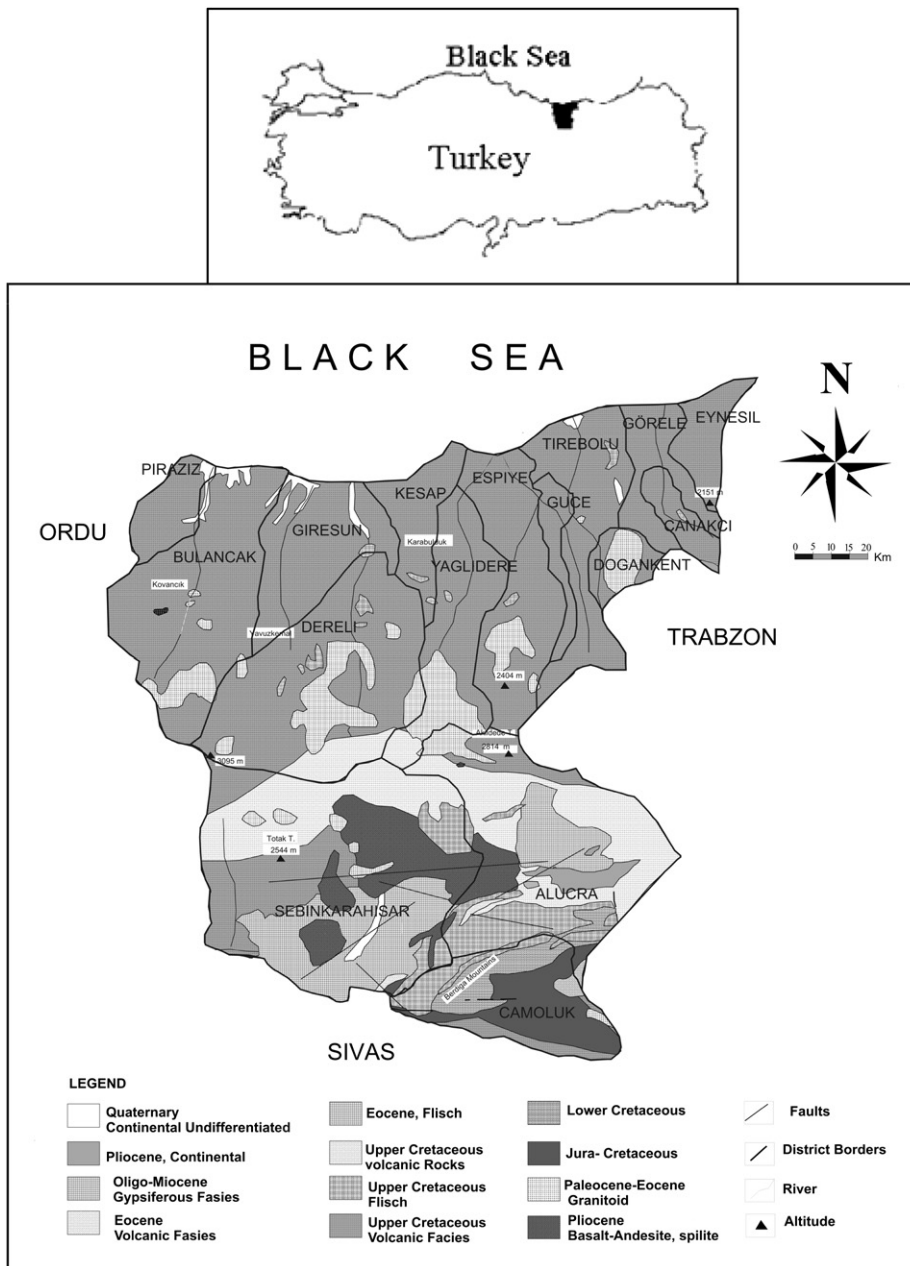 Black Sea
Turkey
BLACK SEA
N
EYNESIL
GÖRELE
TIREBOLU
PIRAZIZ
ESPIYE
KESAP
2151 m
GUCE
ORDU
GIRESUN
ÇANAKCI
Karabulduk
0 5 10 15 20 Km
BULANCAK
YAGLIDERE
DOGANKENT
Kovancık
DERELI
TRABZON
Yavuzkemal
2404 m
2814 m
3095 m
Totak T.
2544 m
ALUCRA
SEBINKARAHISAR
Berdiga Mountains
CAMOLUK
SIVAS
LEGEND
Quaternary
Continental Undifferentiated
Pliocene, Continental
Oligo-Miocene
Gypsiferous Fasies
Eocene
Volcanic Fasies
Eocene, Flisch
Upper Cretaceous
volcanic Rocks
Upper Cretaceous
Flisch
Upper Cretaceous
Volcanic Facies
Lower Cretaceous
Jura- Cretaceous
Paleocene-Eocene
Granitoid
Pliocene
Basalt-Andesite, spilite
Faults
District Borders
River
Altitude